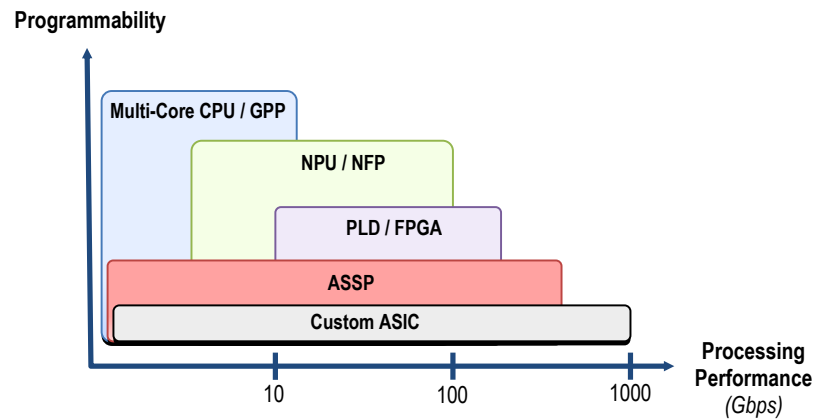 Programmability
Multi-Core CPU / GPP
NPU / NFP
PLD / FPGA
ASSP
Custom ASIC
10
100
1000
Processing
Performance
(Gbps)